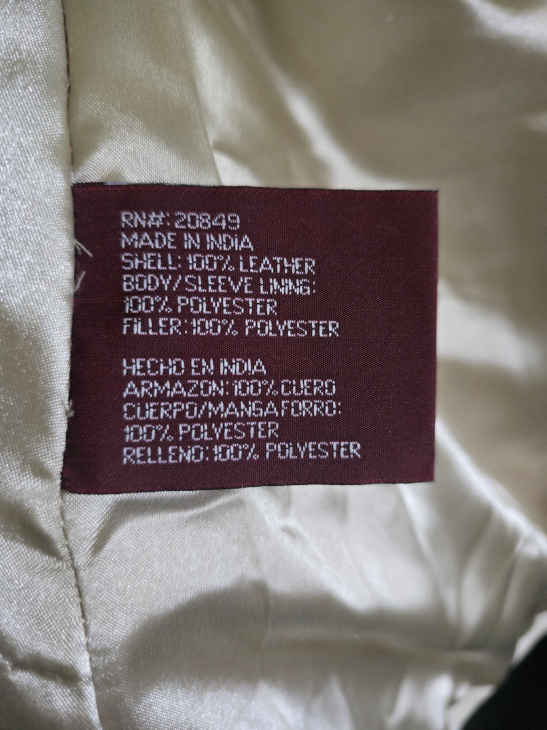 RN#: 20849
MADE IN INDIA
SHELL: 100% LEATHER
BODY/SLEEVE LINING:
100% POLYESTER
FILLER: 100% POLYESTER
HECHO EN INDIA
ARMAZON: 100% CUERO
CUERPO/MANGA FORRO:
100% POLYESTER
RELLENO: 100% POLYESTER